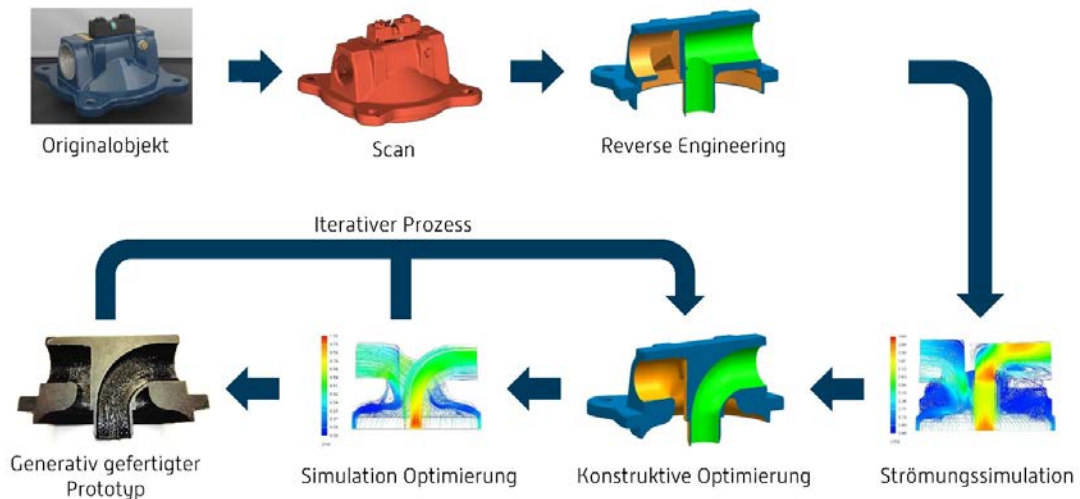 Originalobjekt
Scan
Reverse Engineering
Iterativer Prozess
Generativ gefertigter
Prototyp
Simulation Optimierung
Konstruktive Optimierung
Strömungssimulation